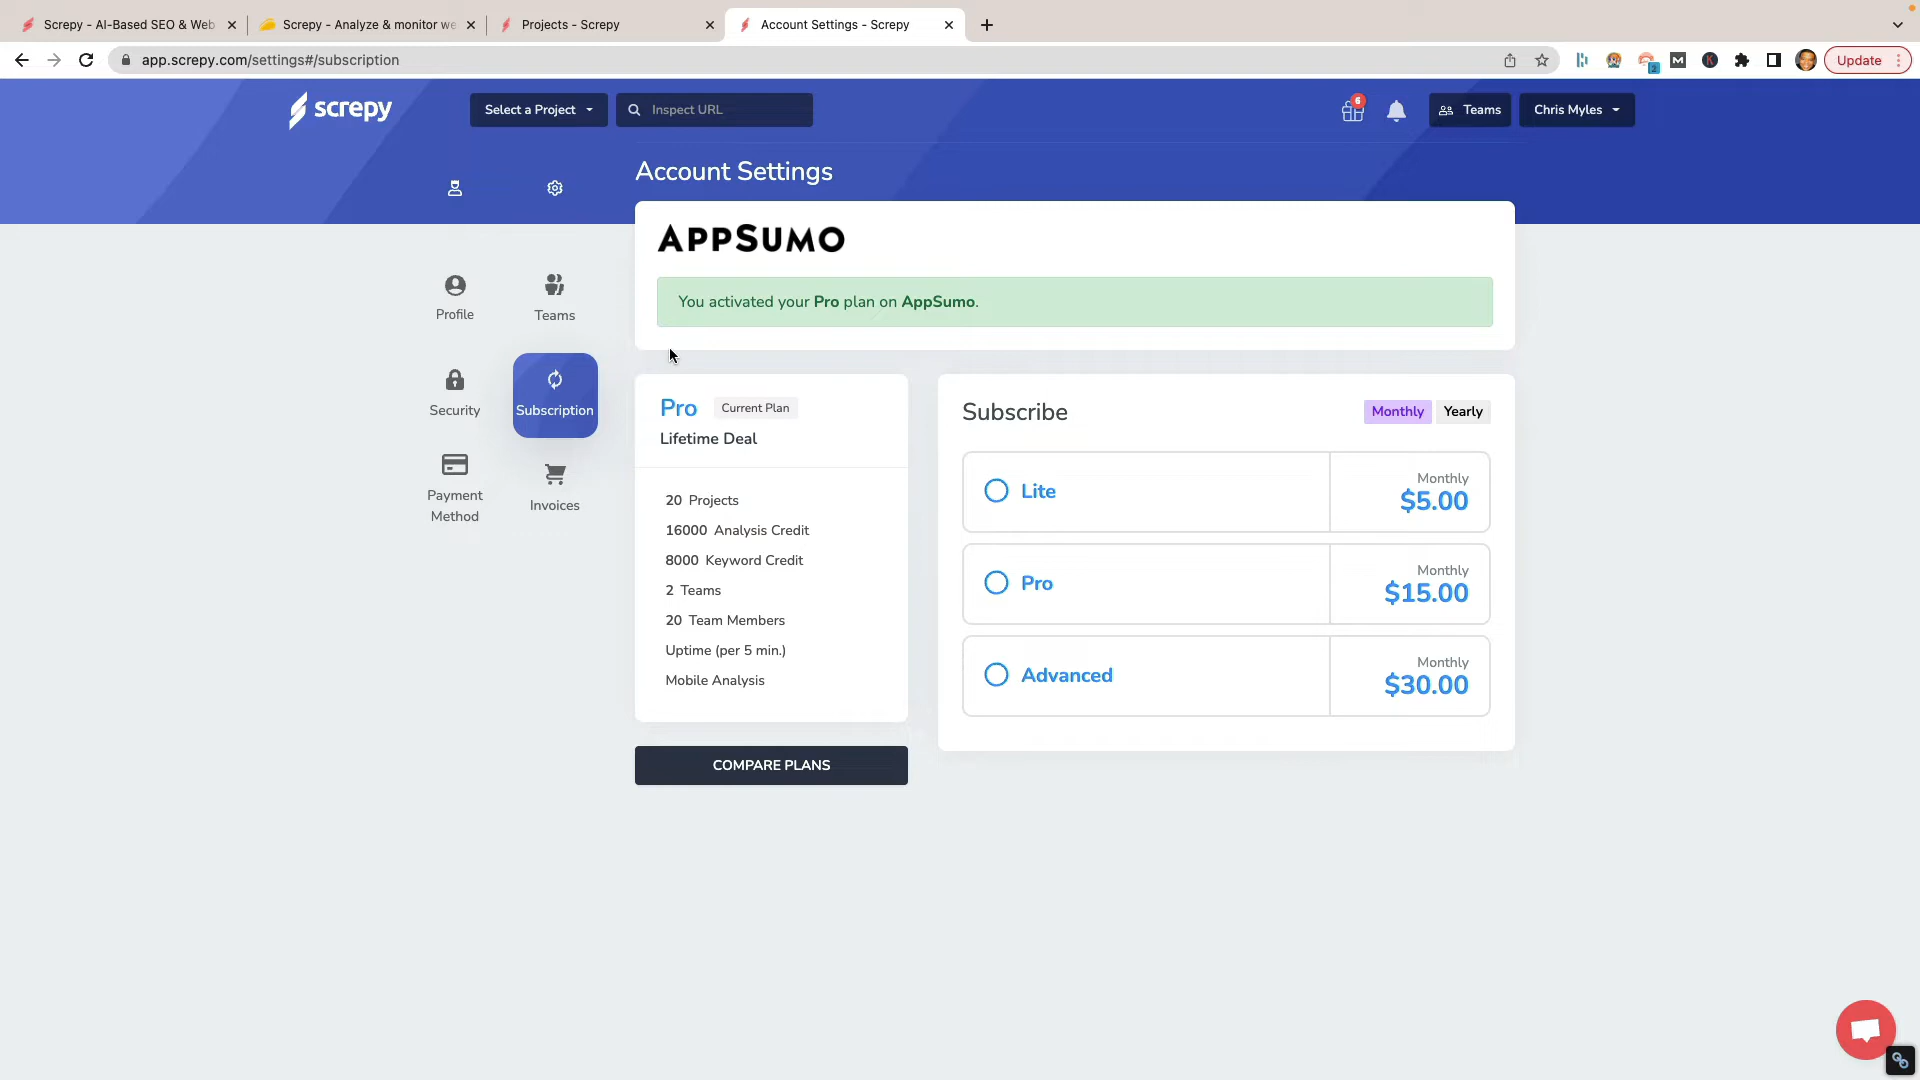 Screpy - AI-Based SEO & Web
Screpy - Analyze & monitor we
Projects - Screpy
Account Settings - Screpy
app.screpy.com/settings#/subscription
2
Update
screpy
Select a Project
Inspect URL
6
Teams
Chris Myles
Account Settings
APPSUMO
You activated your Pro plan on AppSumo.
Profile
Teams
Security
Subscription
Payment
Method
Invoices
Pro
Current Plan
Lifetime Deal
20 Projects
16000 Analysis Credit
8000 Keyword Credit
2 Teams
20 Team Members
Uptime (per 5 min.)
Mobile Analysis
COMPARE PLANS
Subscribe
Monthly
Yearly
Lite
Monthly
$5.00
Pro
Monthly
$15.00
Advanced
Monthly
$30.00